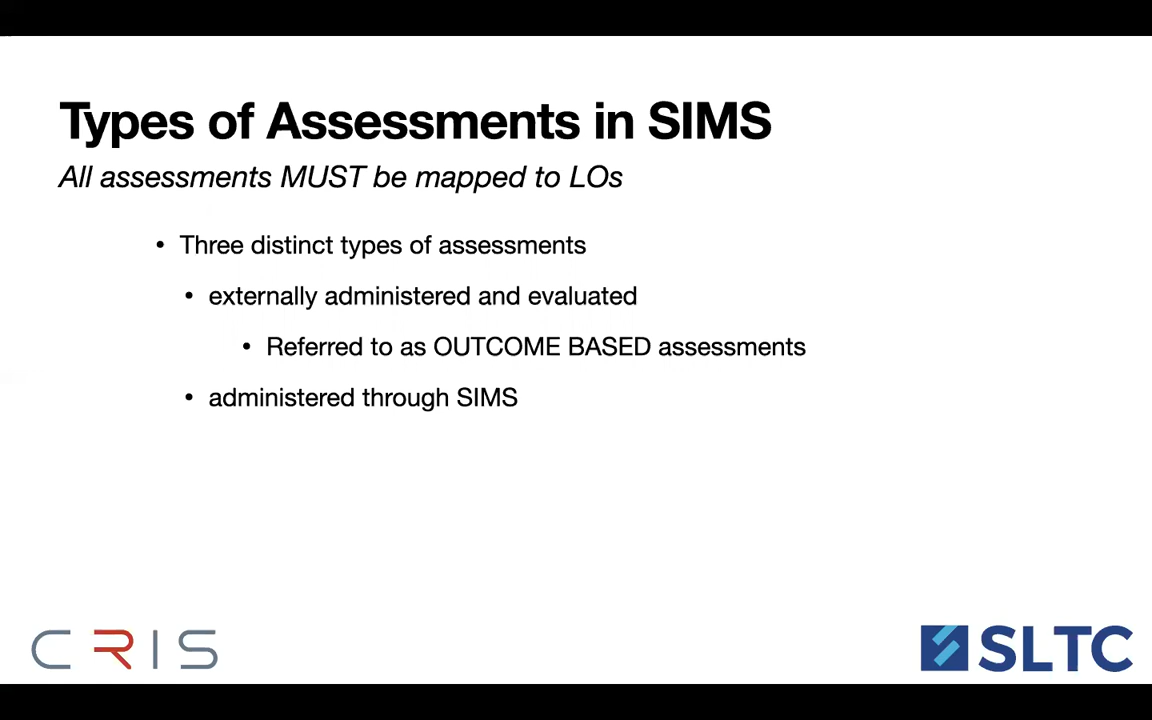 Types of Assessments in SIMS
All assessments MUST be mapped to LOs
• Three distinct types of assessments
• externally administered and evaluated
• Referred to as OUTCOME BASED assessments
• administered through SIMS
CRIS
SLTC